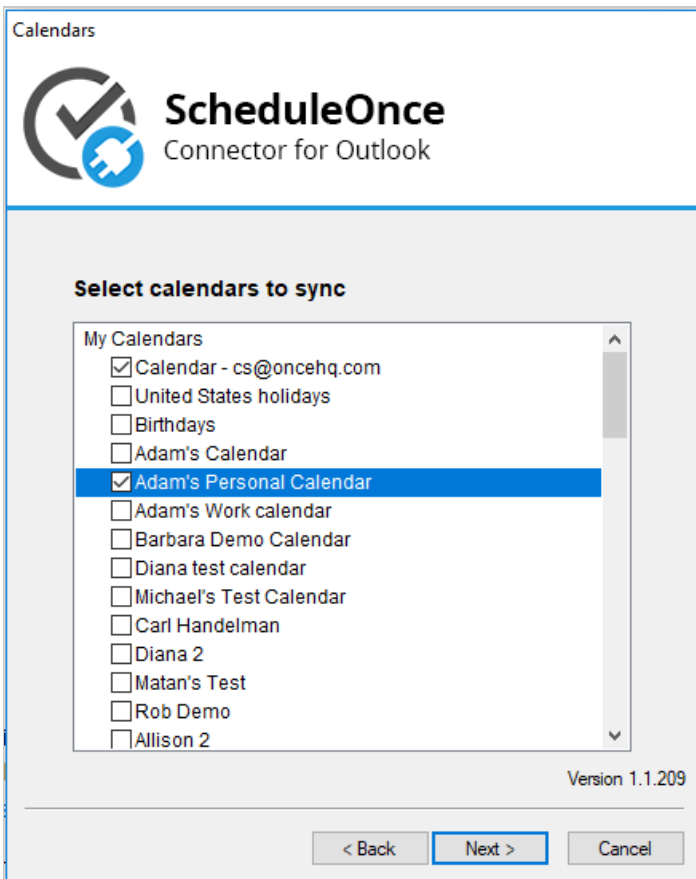 Calendars
ScheduleOnce
Connector for Outlook
Select calendars to sync
My Calendars
Calendar - cs@oncehq.com
United States holidays
Birthdays
Adam's Calendar
Adam's Personal Calendar
Adam's Work calendar
Barbara Demo Calendar
Diana test calendar
Michael's Test Calendar
Carl Handelman
Diana 2
Matan's Test
Rob Demo
Allison 2
Version 1.1.209
< Back Next > Cancel